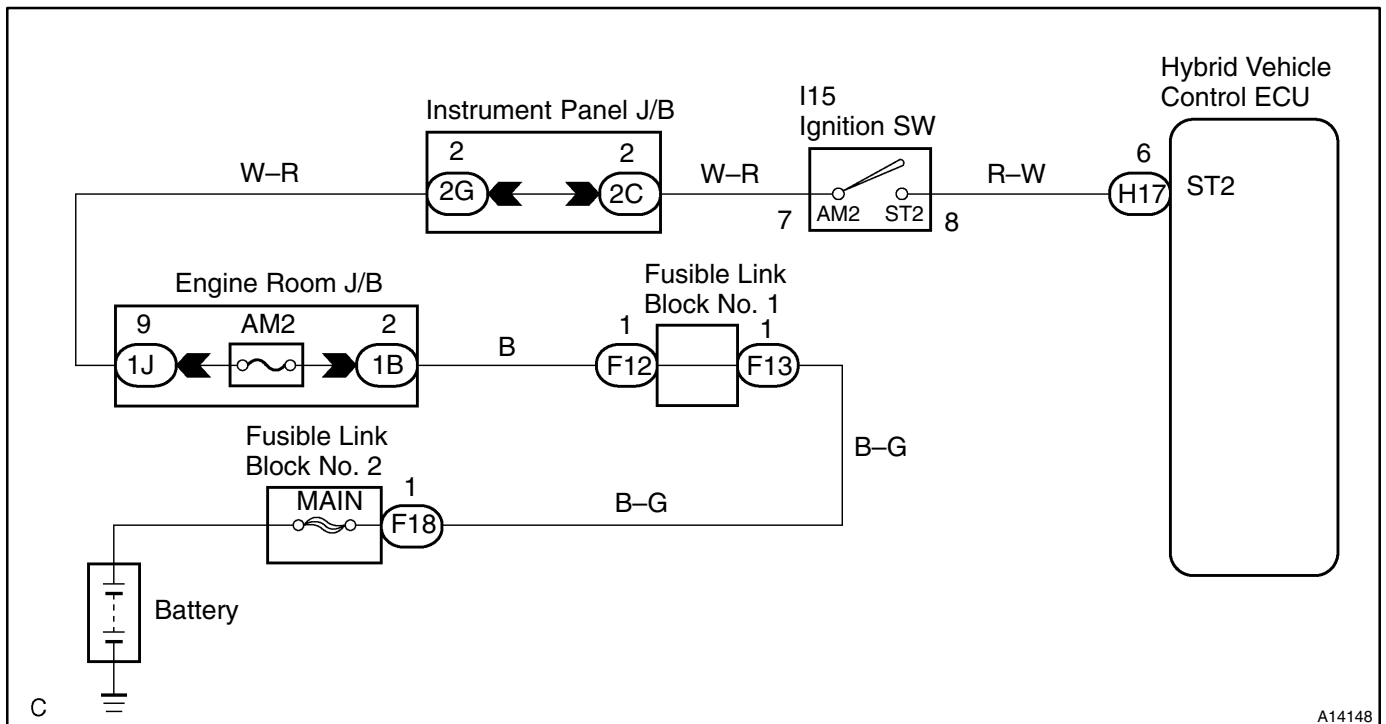 Hybrid Vehicle
Control ECU
Instrument Panel J/B
I15
Ignition SW
2
2
6
W–R
2G
2C
W–R
R–W
H17
ST2
7
AM2
ST2
8
Engine Room J/B
Fusible Link
Block No. 1
9
AM2
2
1
1
1J
1B
B
F12
F13
B–G
Fusible Link
Block No. 2
MAIN
1
F18
B–G
Battery
C
A14148